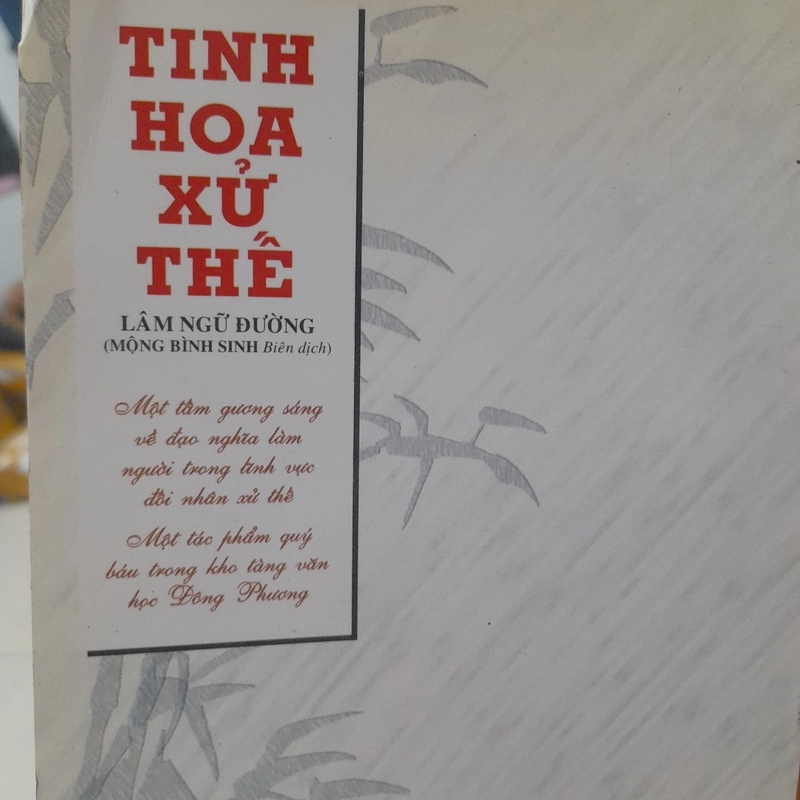 TINH
HOA
XỬ
THẾ
LÂM NGỮ ĐƯỜNG
(MỘNG BÌNH SINH Biên dịch)
Một tấm gương sáng
về đạo nghĩa làm
người trong lĩnh vực
đối nhân xử thế
Một tác phẩm quý
báu trong kho tàng văn
học Đông Phương